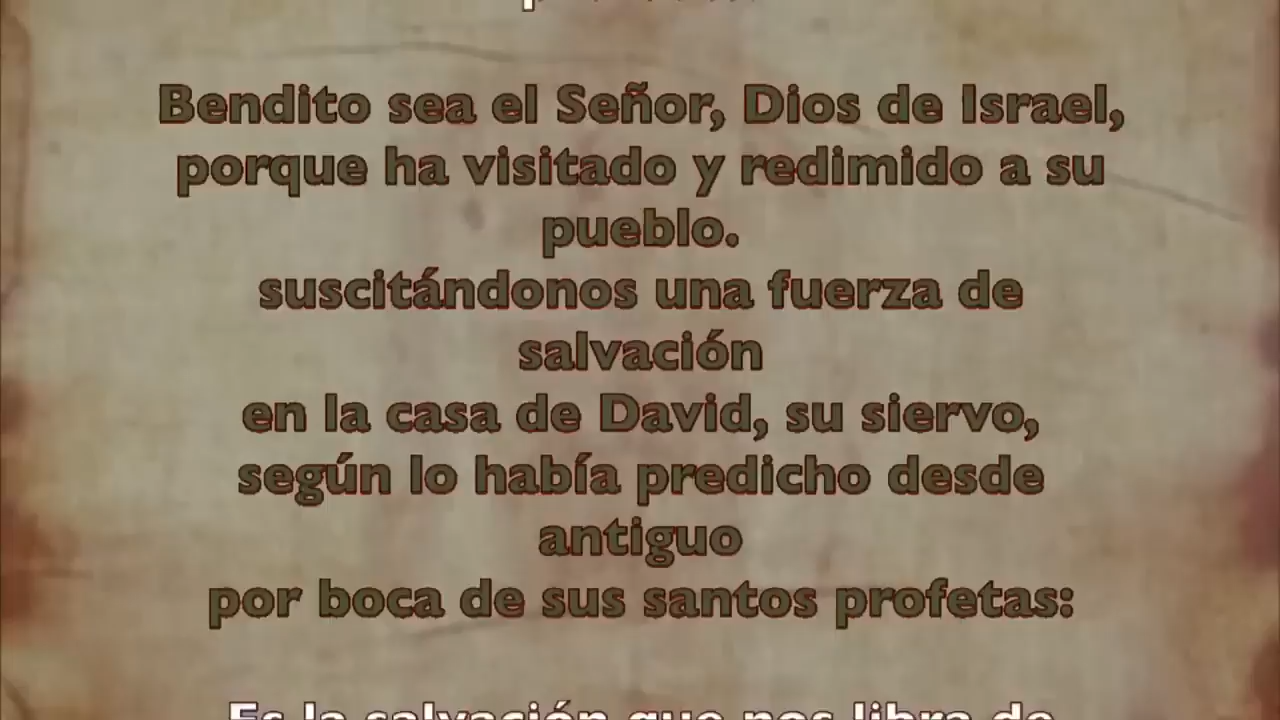 Bendito sea el Señor, Dios de Israel,
porque ha visitado y redimido a su
pueblo.
suscitándonos una fuerza de
salvación
en la casa de David, su siervo,
según lo había predicho desde
antiguo
por boca de sus santos profetas:
Es la salvación que nos libra de